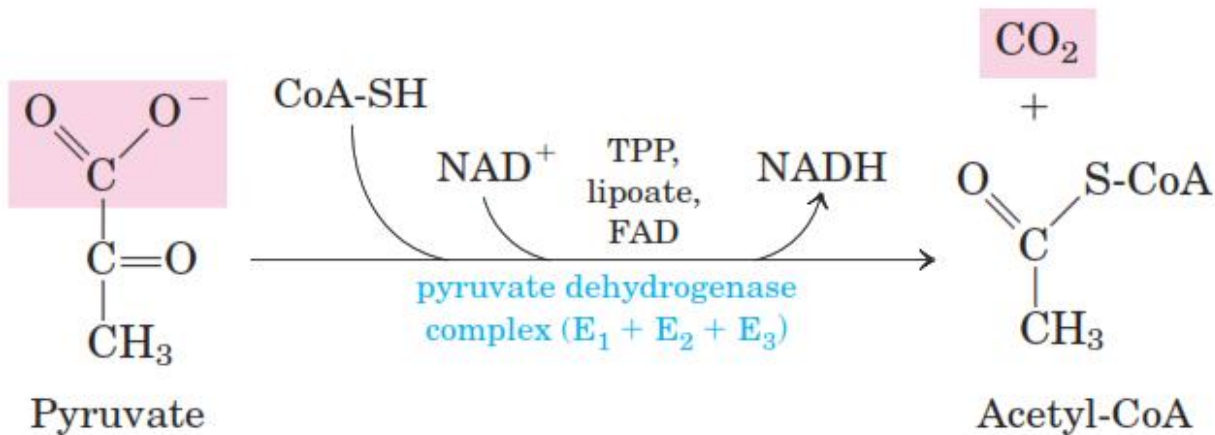 O
O⁻
C
C=O
CH₃
Pyruvate
CoA-SH
NAD⁺
TPP,
lipoate,
FAD
NADH
pyruvate dehydrogenase
complex (E₁ + E₂ + E₃)
CO₂
+
O
S-CoA
C
CH₃
Acetyl-CoA